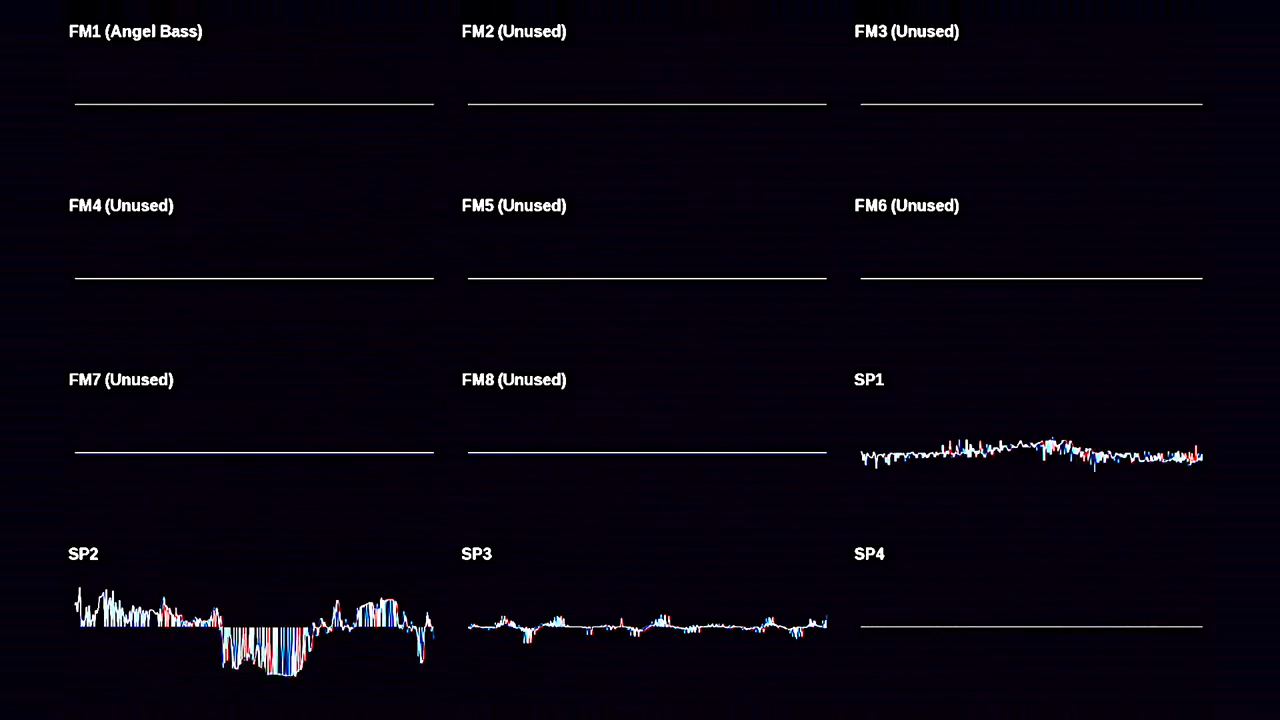 FM1 (Angel Bass)
FM2 (Unused)
FM3 (Unused)
FM4 (Unused)
FM5 (Unused)
FM6 (Unused)
FM7 (Unused)
FM8 (Unused)
SP1
SP2
SP3
SP4